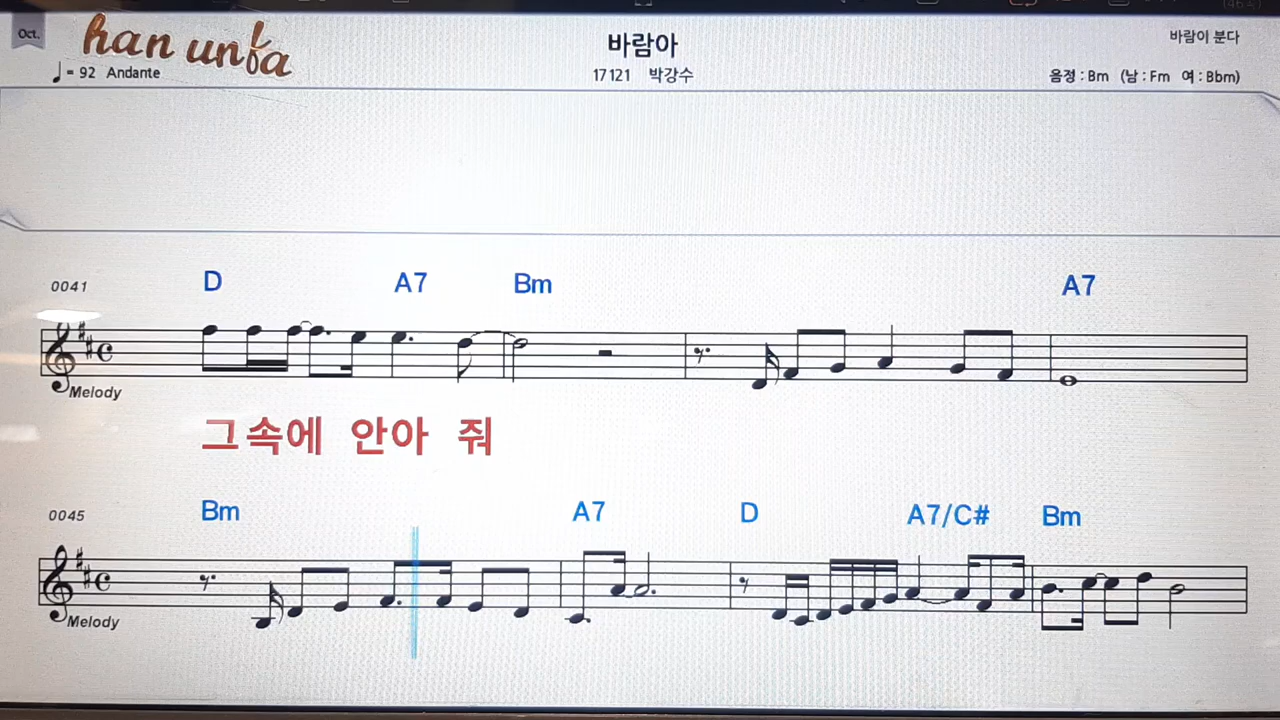 Oct.
han unfa
바람아
바람이 분다
♩= 92 Andante
17121 박강수
음정 : Bm (남 : Fm 여 : Bbm)
0041 D A7 Bm A7
Melody
그속에 안아 줘
0045 Bm A7 D A7/C# Bm
Melody